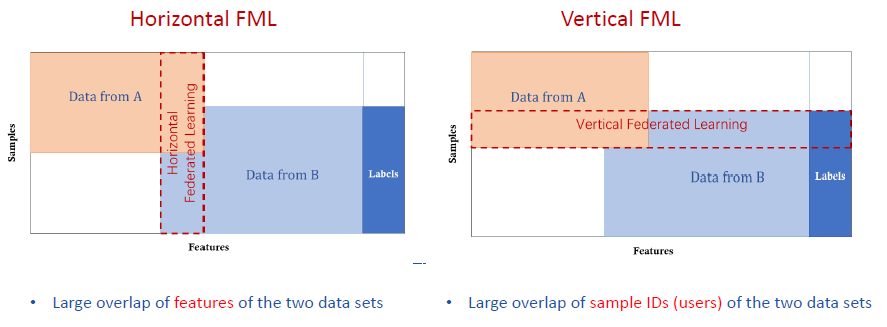 Horizontal FML
Samples
Data from A
Horizontal
Federated Learning
Data from B
Labels
Features
• Large overlap of features of the two data sets
Vertical FML
Samples
Data from A
Vertical Federated Learning
Data from B
Labels
Features
• Large overlap of sample IDs (users) of the two data sets